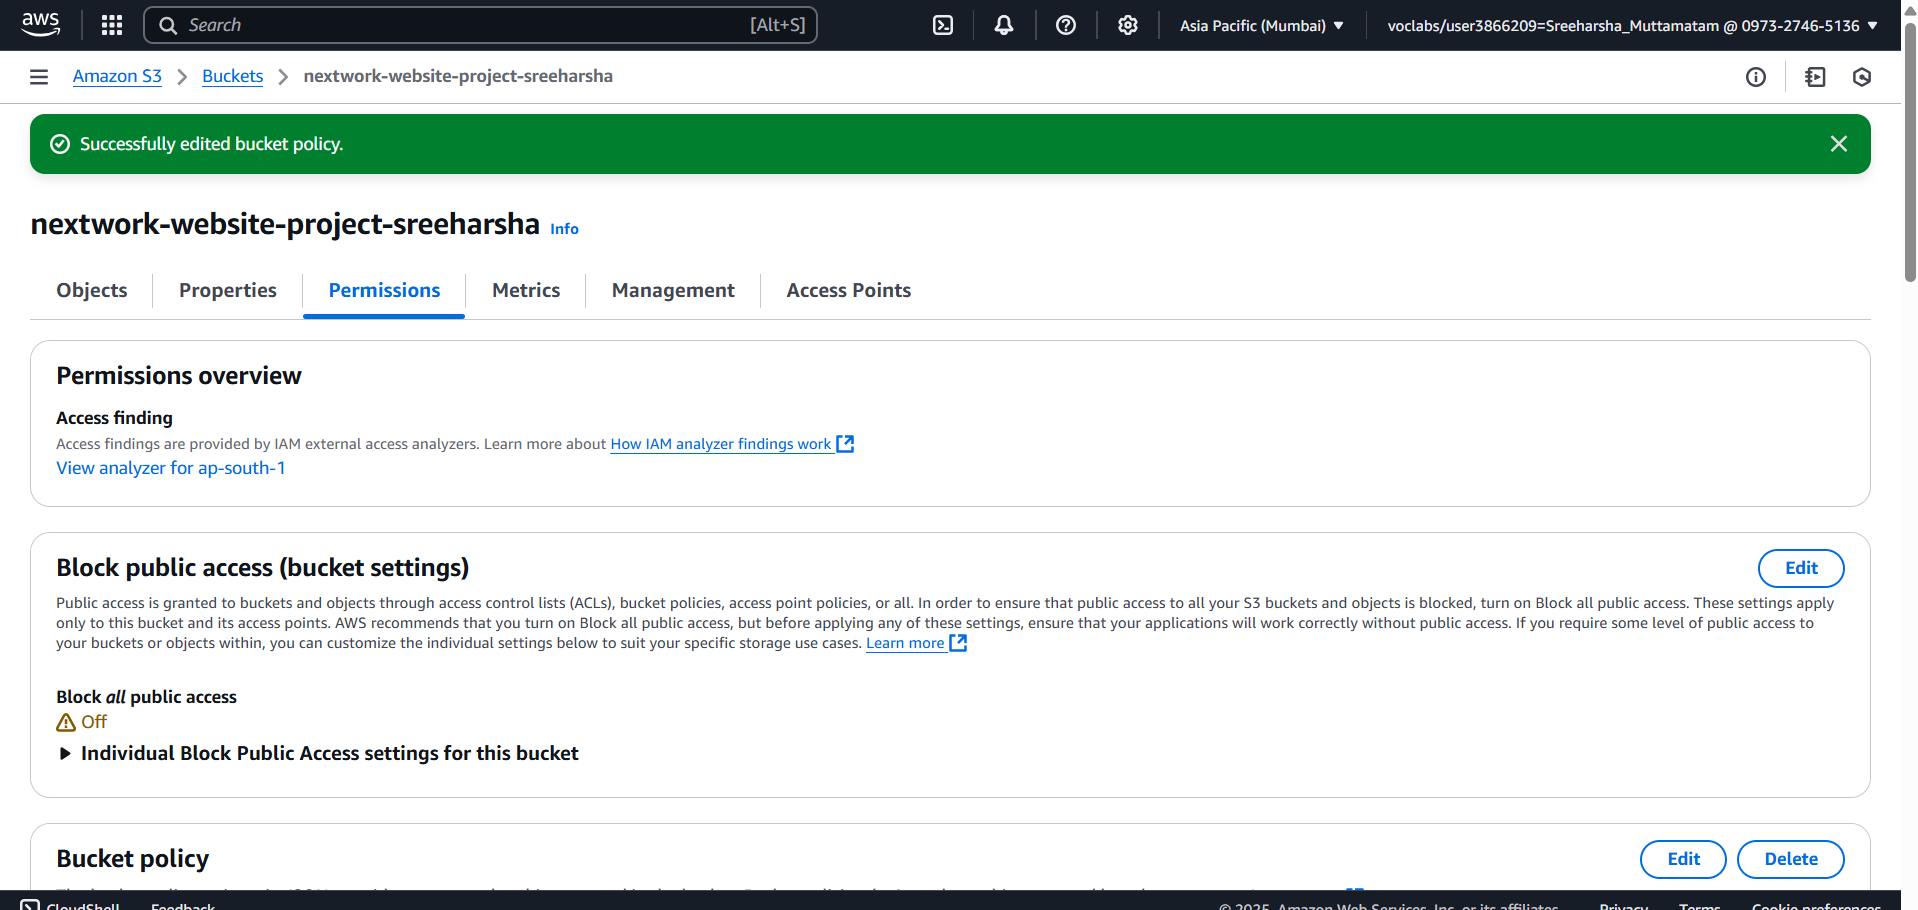 aws
Search
[Alt+S]
Asia Pacific (Mumbai)
voclabs/user3866209=Sreeharsha_Muttamatam @ 0973-2746-5136
Amazon S3
Buckets
nextwork-website-project-sreeharsha
Successfully edited bucket policy.
nextwork-website-project-sreeharsha Info
Objects
Properties
Permissions
Metrics
Management
Access Points
Permissions overview
Access finding
Access findings are provided by IAM external access analyzers. Learn more about How IAM analyzer findings work
View analyzer for ap-south-1
Block public access (bucket settings)
Edit
Public access is granted to buckets and objects through access control lists (ACLs), bucket policies, access point policies, or all. In order to ensure that public access to all your S3 buckets and objects is blocked, turn on Block all public access. These settings apply
only to this bucket and its access points. AWS recommends that you turn on Block all public access, but before applying any of these settings, ensure that your applications will work correctly without public access. If you require some level of public access to
your buckets or objects within, you can customize the individual settings below to suit your specific storage use cases. Learn more
Block all public access
Off
Individual Block Public Access settings for this bucket
Bucket policy
Edit
Delete
CloudShell
Feedback
© 2025, Amazon Web Services, Inc. or its affiliates.
Privacy
Terms
Cookie preferences